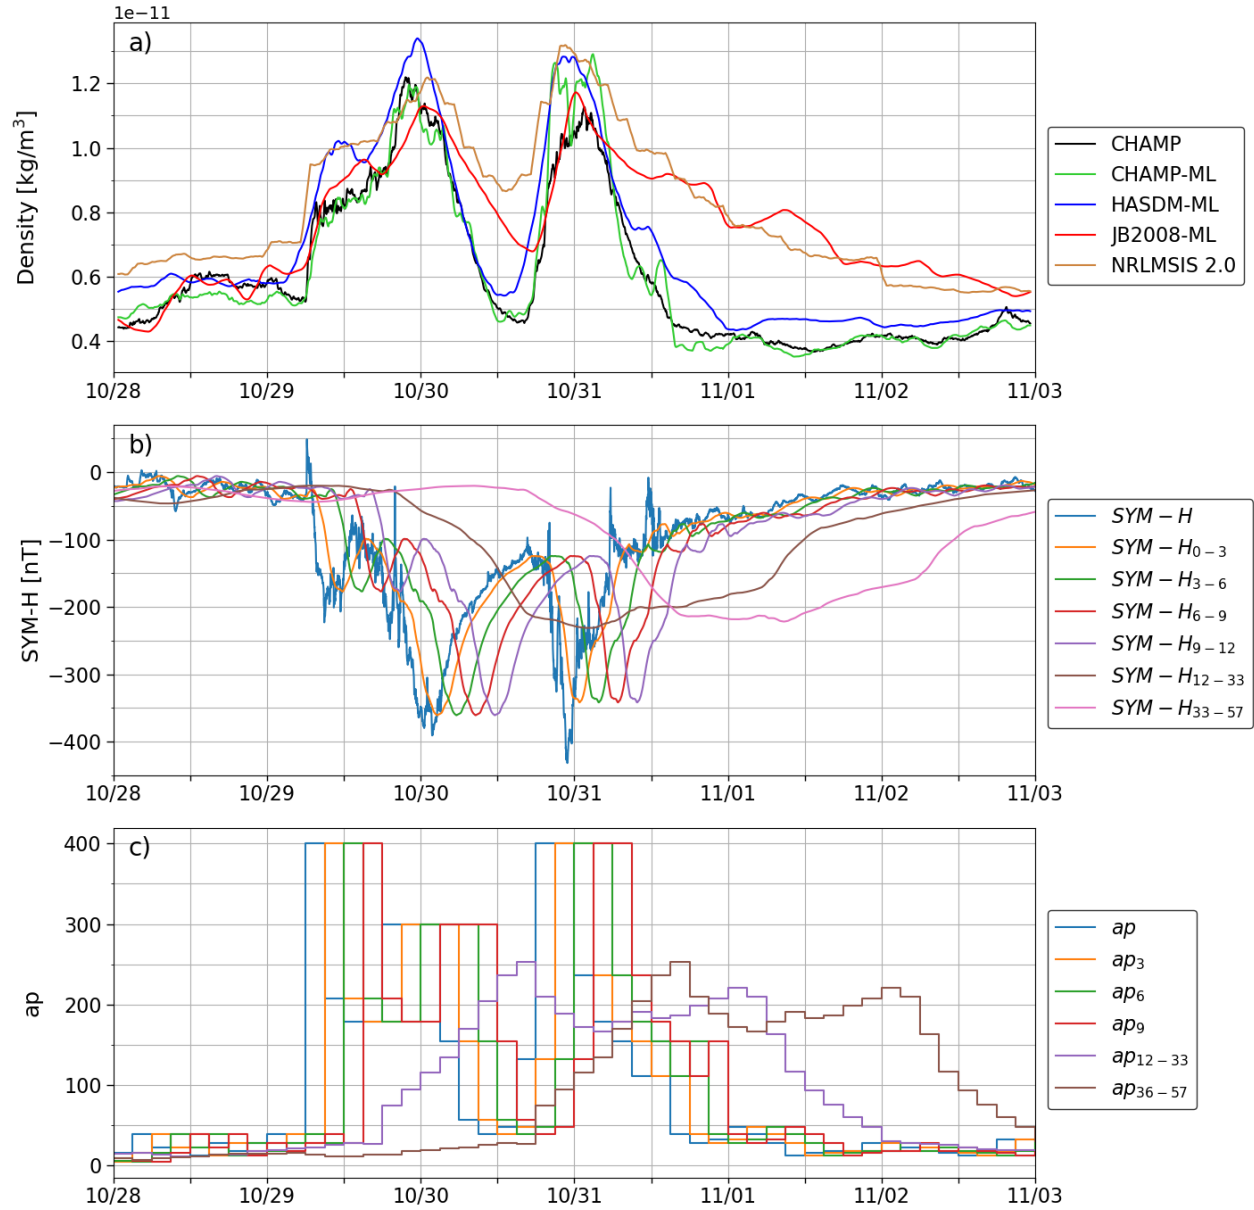 1e−11
a)
Density [kg/m³]
1.2
1.0
0.8
0.6
0.4
10/28 10/29 10/30 10/31 11/01 11/02 11/03
CHAMP
CHAMP-ML
HASDM-ML
JB2008-ML
NRLMSIS 2.0
b)
SYM-H [nT]
0
−100
−200
−300
−400
10/28 10/29 10/30 10/31 11/01 11/02 11/03
SYM − H
SYM − H₀₋₃
SYM − H₃₋₆
SYM − H₆₋₉
SYM − H₉₋₁₂
SYM − H₁₂₋₃₃
SYM − H₃₃₋₅₇
c)
ap
400
300
200
100
0
10/28 10/29 10/30 10/31 11/01 11/02 11/03
ap
ap₃
ap₆
ap₉
ap₁₂₋₃₃
ap₃₆₋₅₇